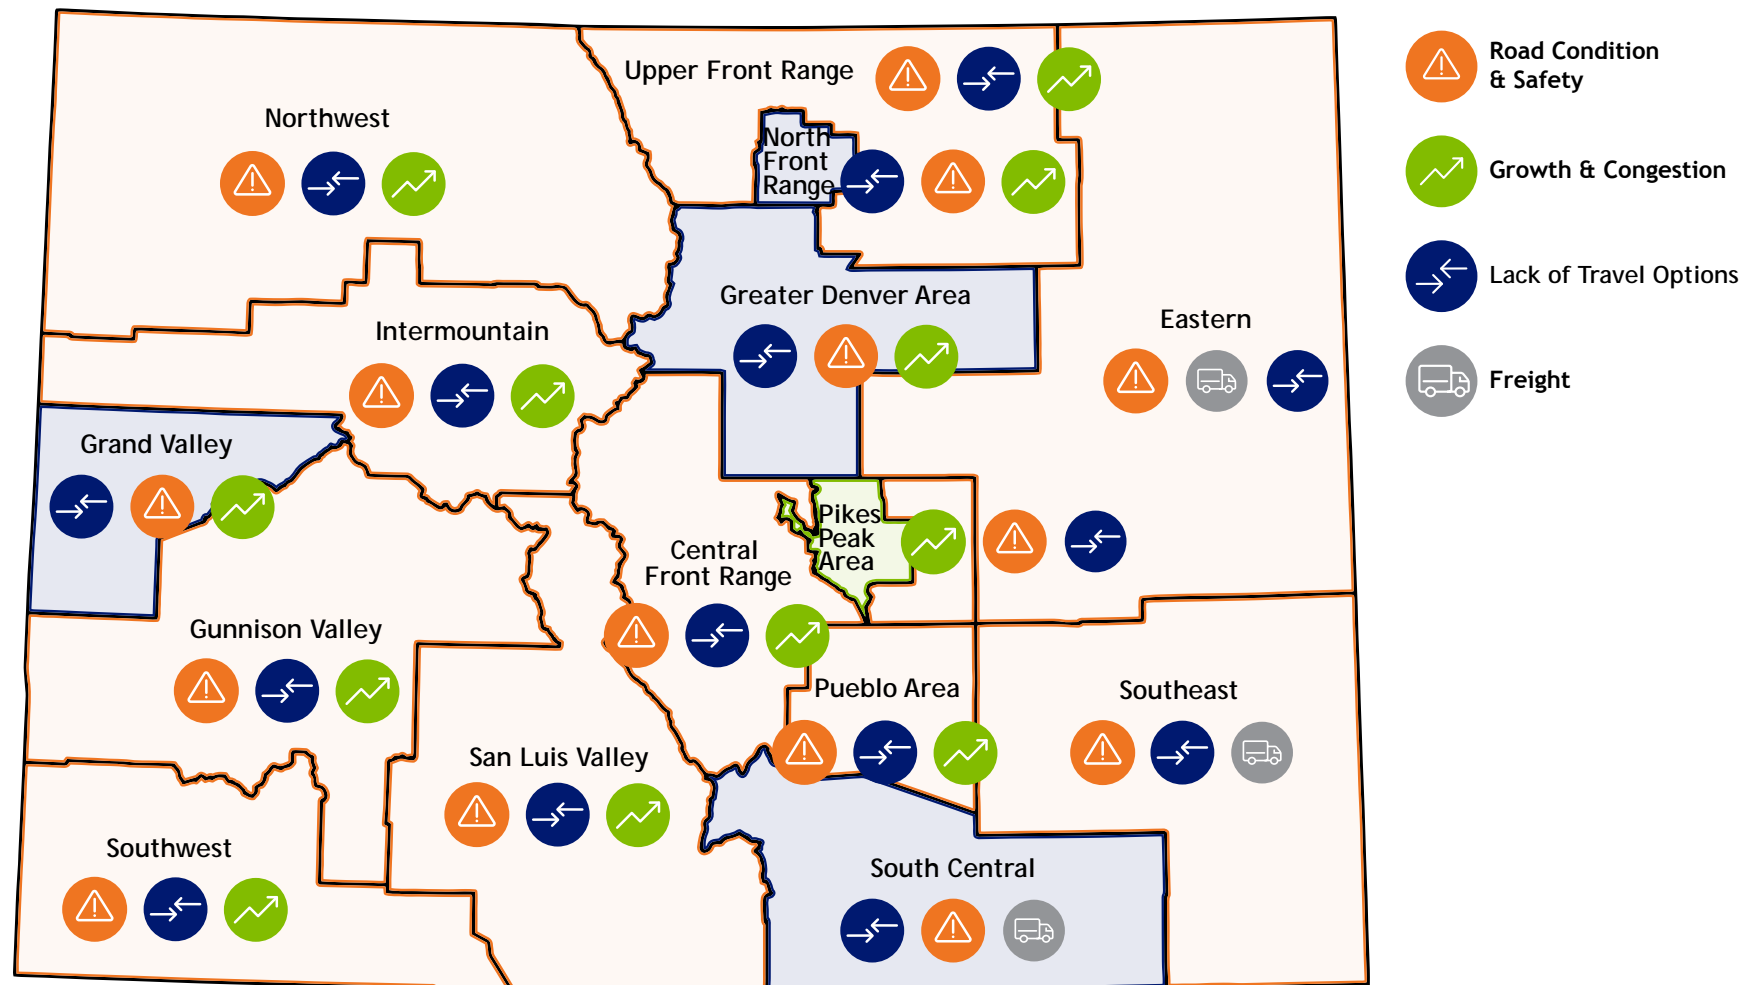 Upper Front Range
Northwest
North
Front
Range
Greater Denver Area
Eastern
Intermountain
Grand Valley
Pikes
Peak
Area
Central
Front Range
Gunnison Valley
Pueblo Area
Southeast
San Luis Valley
Southwest
South Central
Road Condition
& Safety
Growth & Congestion
Lack of Travel Options
Freight